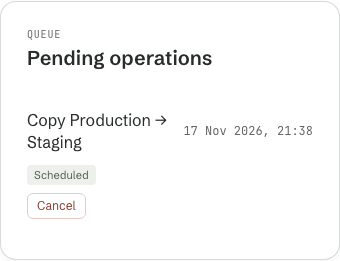 QUEUE
Pending operations
Copy Production →
Staging
17 Nov 2026, 21:38
Scheduled
Cancel